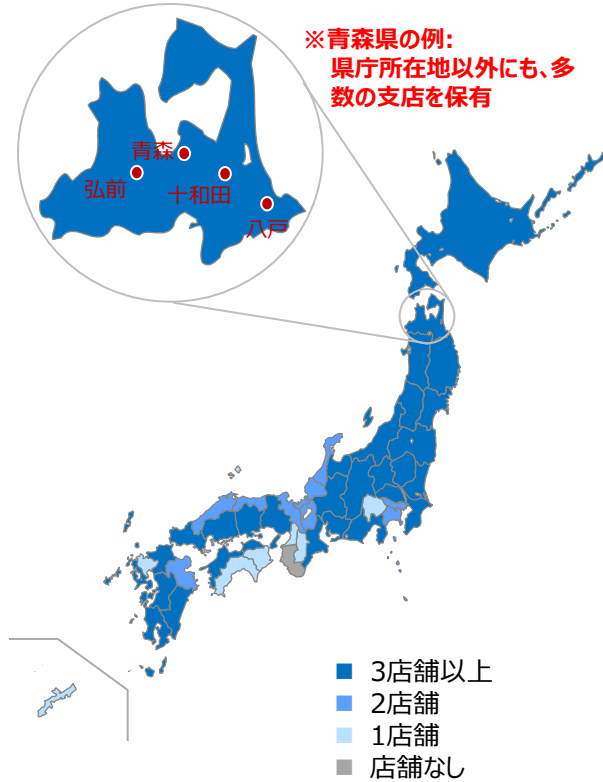 ※青森県の例:
県庁所在地以外にも、多
数の支店を保有
青森
弘前
十和田
八戸
3店舗以上
2店舗
1店舗
店舗なし